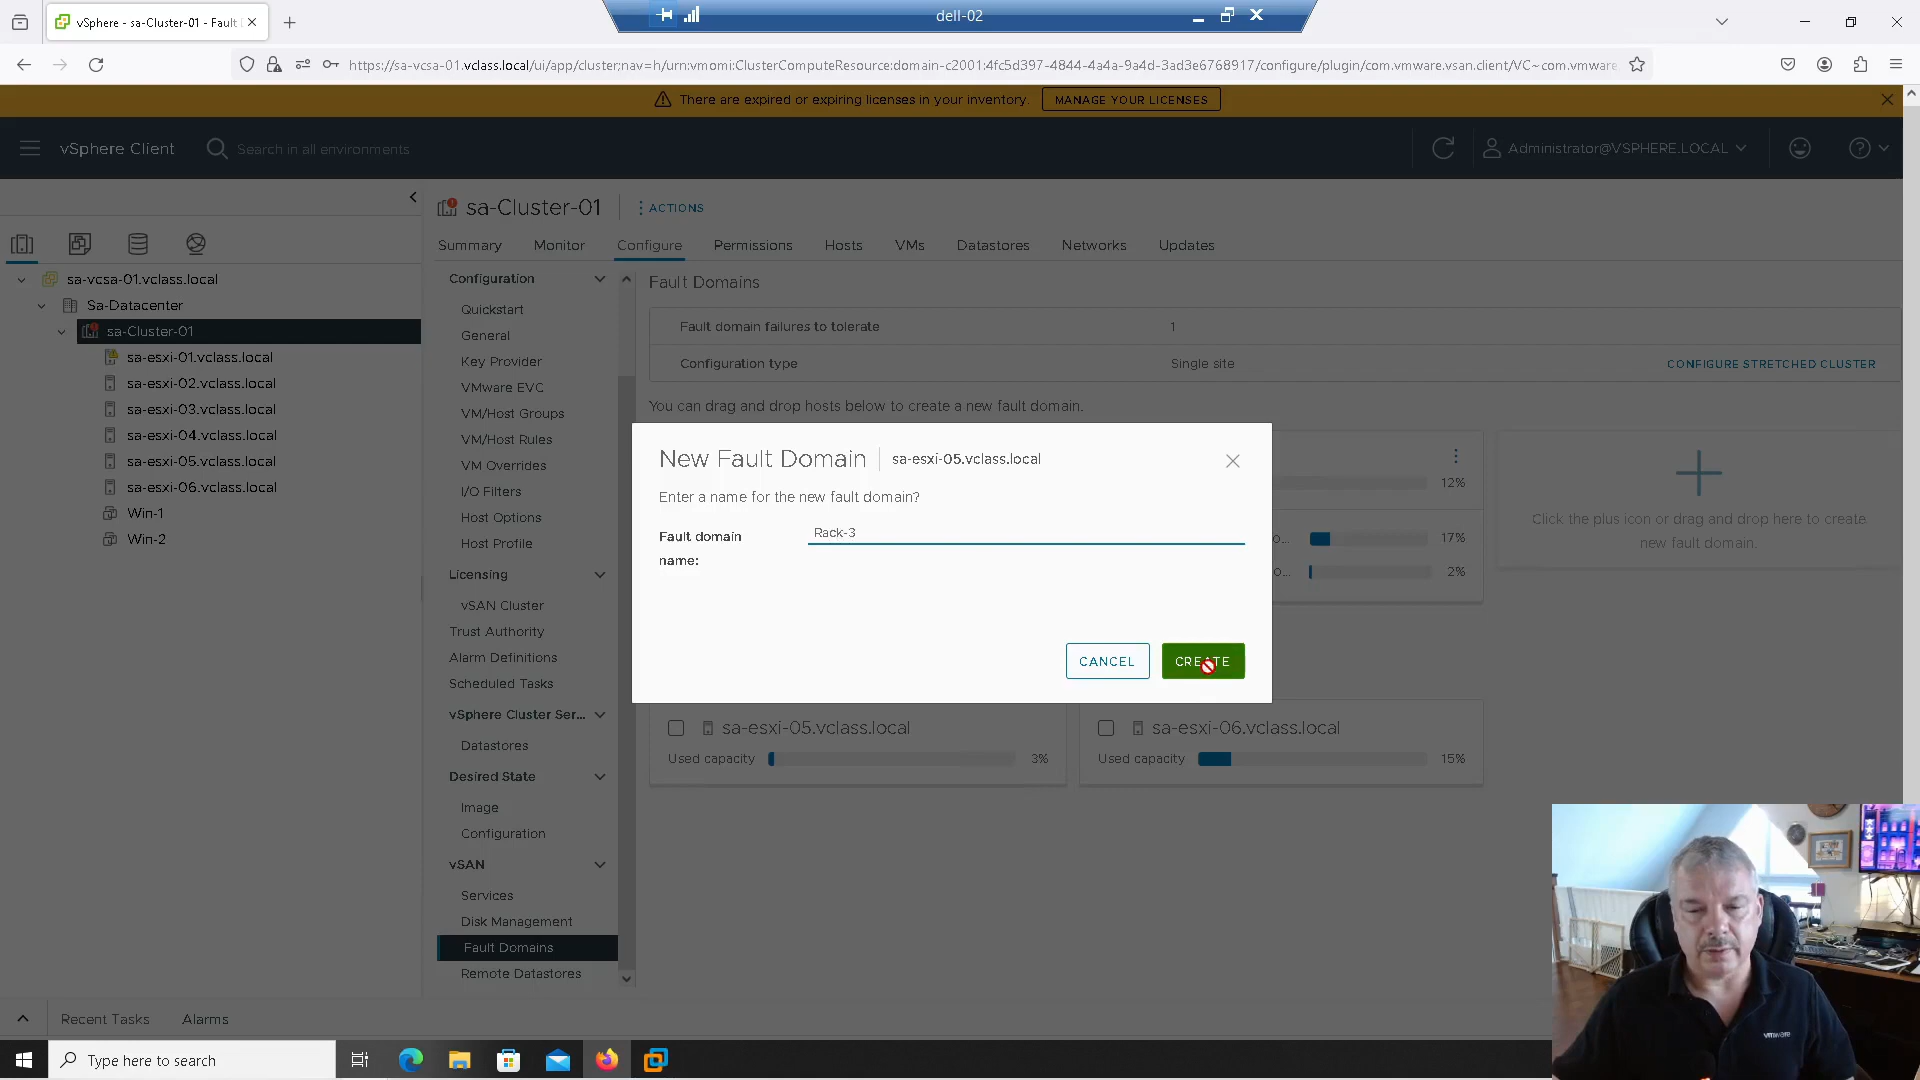 vSphere - sa-Cluster-01 - Fault
dell-02
https://sa-vcsa-01.vclass.local/ui/app/cluster;nav=h/urn:vmomi:ClusterComputeResource:domain-c2001:4fc5d397-4844-4a4a-9a4d-3ad3e6768917/configure/plugin/com.vmware.vsan.client/VC~com.vmware
There are expired or expiring licenses in your inventory.
MANAGE YOUR LICENSES
vSphere Client
Search in all environments
Administrator@VSPHERE.LOCAL
sa-Cluster-01
ACTIONS
Summary
Monitor
Configure
Permissions
Hosts
VMs
Datastores
Networks
Updates
sa-vcsa-01.vclass.local
Sa-Datacenter
sa-Cluster-01
sa-esxi-01.vclass.local
sa-esxi-02.vclass.local
sa-esxi-03.vclass.local
sa-esxi-04.vclass.local
sa-esxi-05.vclass.local
sa-esxi-06.vclass.local
Win-1
Win-2
Configuration
Quickstart
General
Key Provider
VMware EVC
VM/Host Groups
VM/Host Rules
VM Overrides
I/O Filters
Host Options
Host Profile
Licensing
vSAN Cluster
Trust Authority
Alarm Definitions
Scheduled Tasks
vSphere Cluster Ser...
Datastores
Desired State
Image
Configuration
vSAN
Services
Disk Management
Fault Domains
Remote Datastores
Fault Domains
Fault domain failures to tolerate
1
Configuration type
Single site
CONFIGURE STRETCHED CLUSTER
You can drag and drop hosts below to create a new fault domain.
12%
o...
17%
o...
2%
Click the plus icon or drag and drop here to create
new fault domain.
New Fault Domain
sa-esxi-05.vclass.local
Enter a name for the new fault domain?
Fault domain
name:
Rack-3
CANCEL
CREATE
sa-esxi-05.vclass.local
Used capacity
3%
sa-esxi-06.vclass.local
Used capacity
15%
Recent Tasks
Alarms
Type here to search
vmware